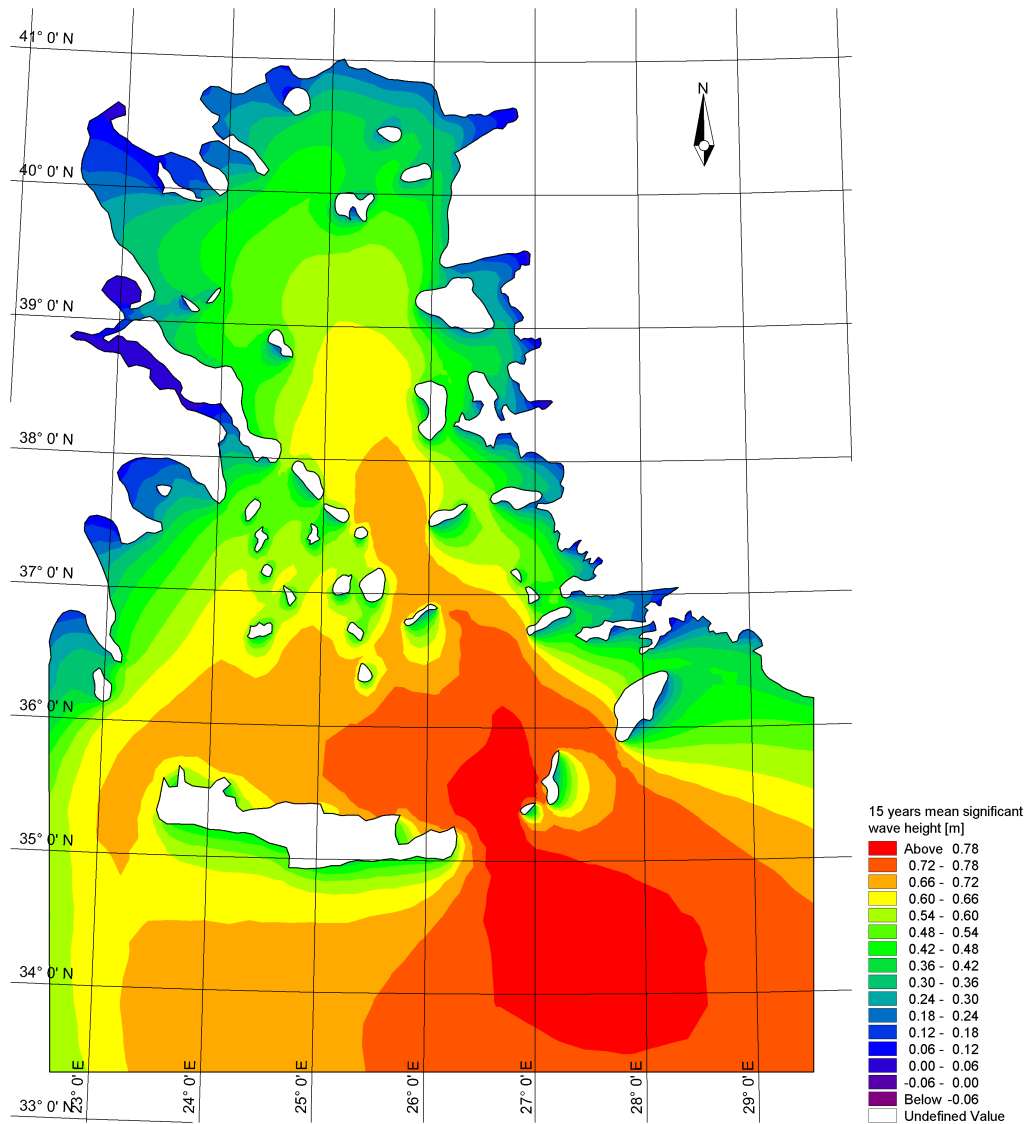 41° 0' N
N
40° 0' N
39° 0' N
38° 0' N
37° 0' N
36° 0' N
35° 0' N
34° 0' N
33° 0' N
23° 0' E
24° 0' E
25° 0' E
26° 0' E
27° 0' E
28° 0' E
29° 0' E
15 years mean significant
wave height [m]
Above 0.78
0.72 - 0.78
0.66 - 0.72
0.60 - 0.66
0.54 - 0.60
0.48 - 0.54
0.42 - 0.48
0.36 - 0.42
0.30 - 0.36
0.24 - 0.30
0.18 - 0.24
0.12 - 0.18
0.06 - 0.12
0.00 - 0.06
-0.06 - 0.00
Below -0.06
Undefined Value